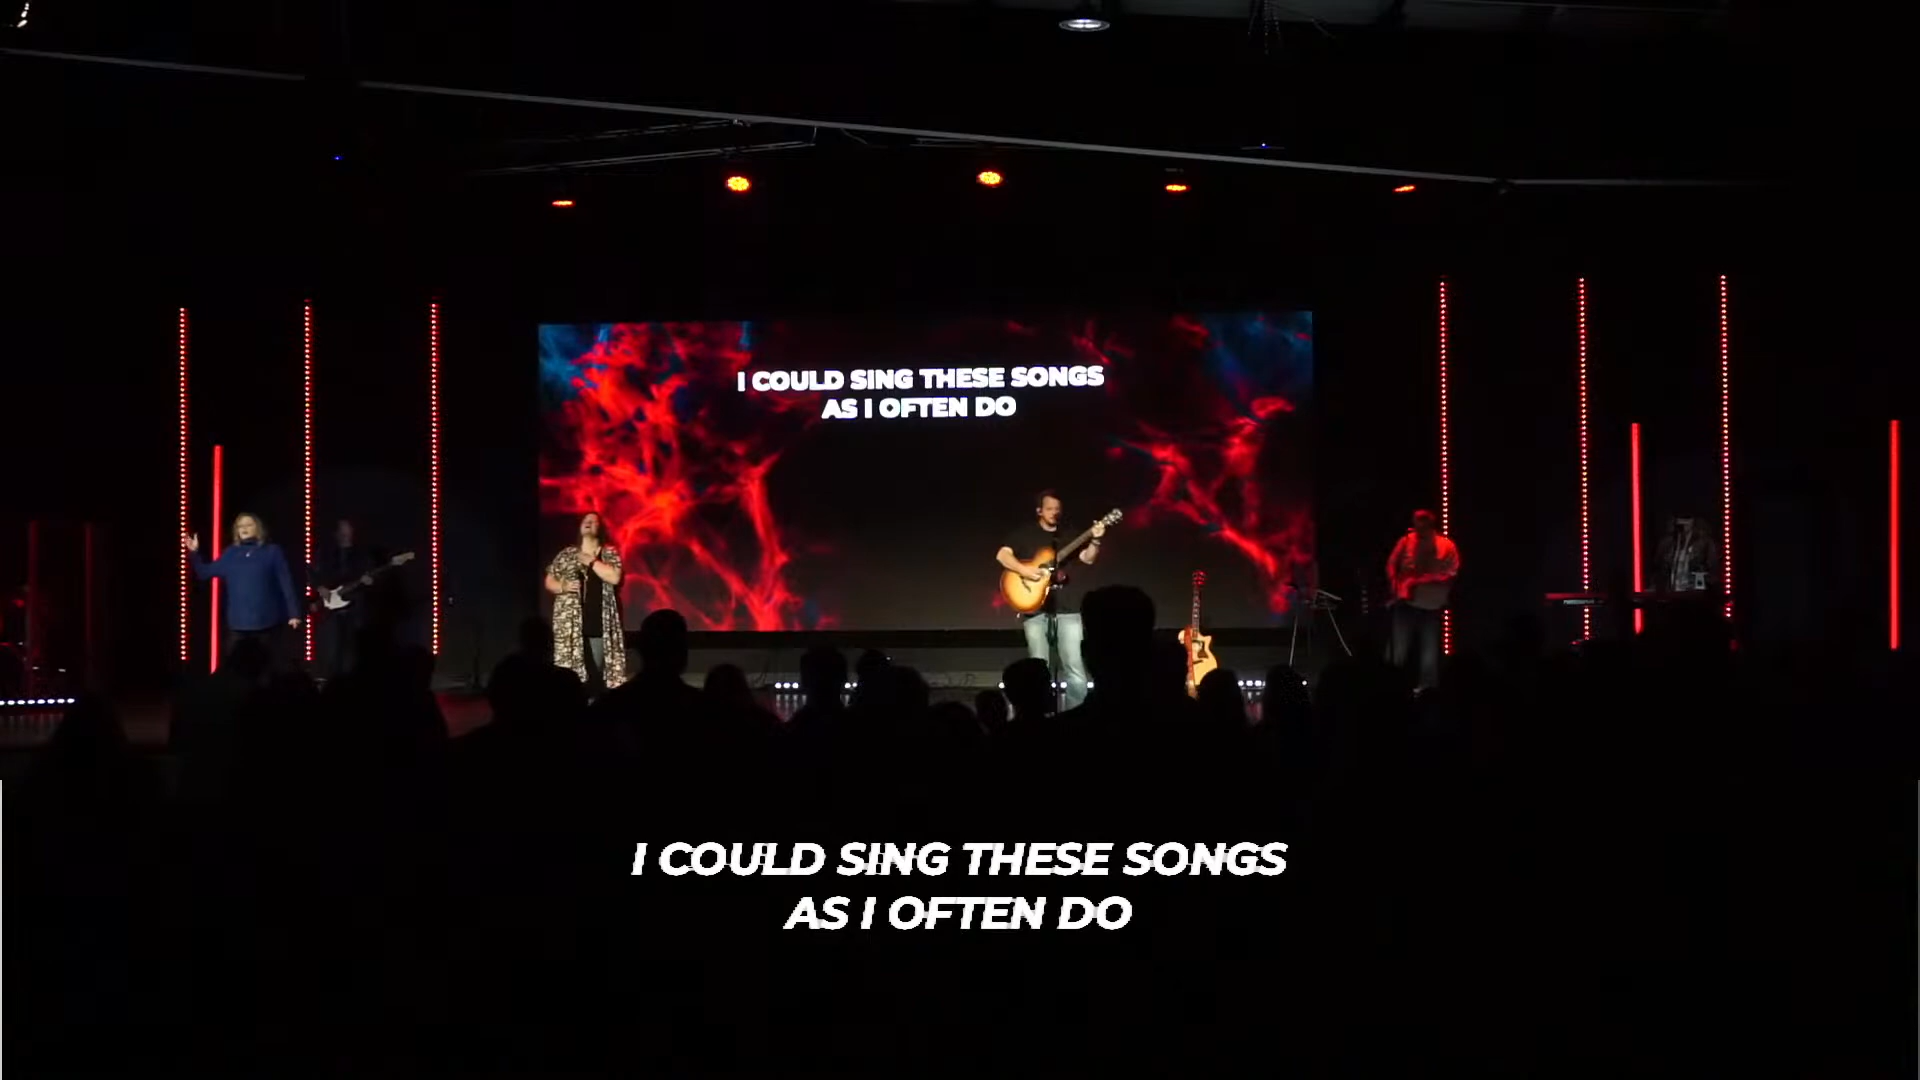 I COULD SING THESE SONGS
AS I OFTEN DO
I COULD SING THESE SONGS
AS I OFTEN DO